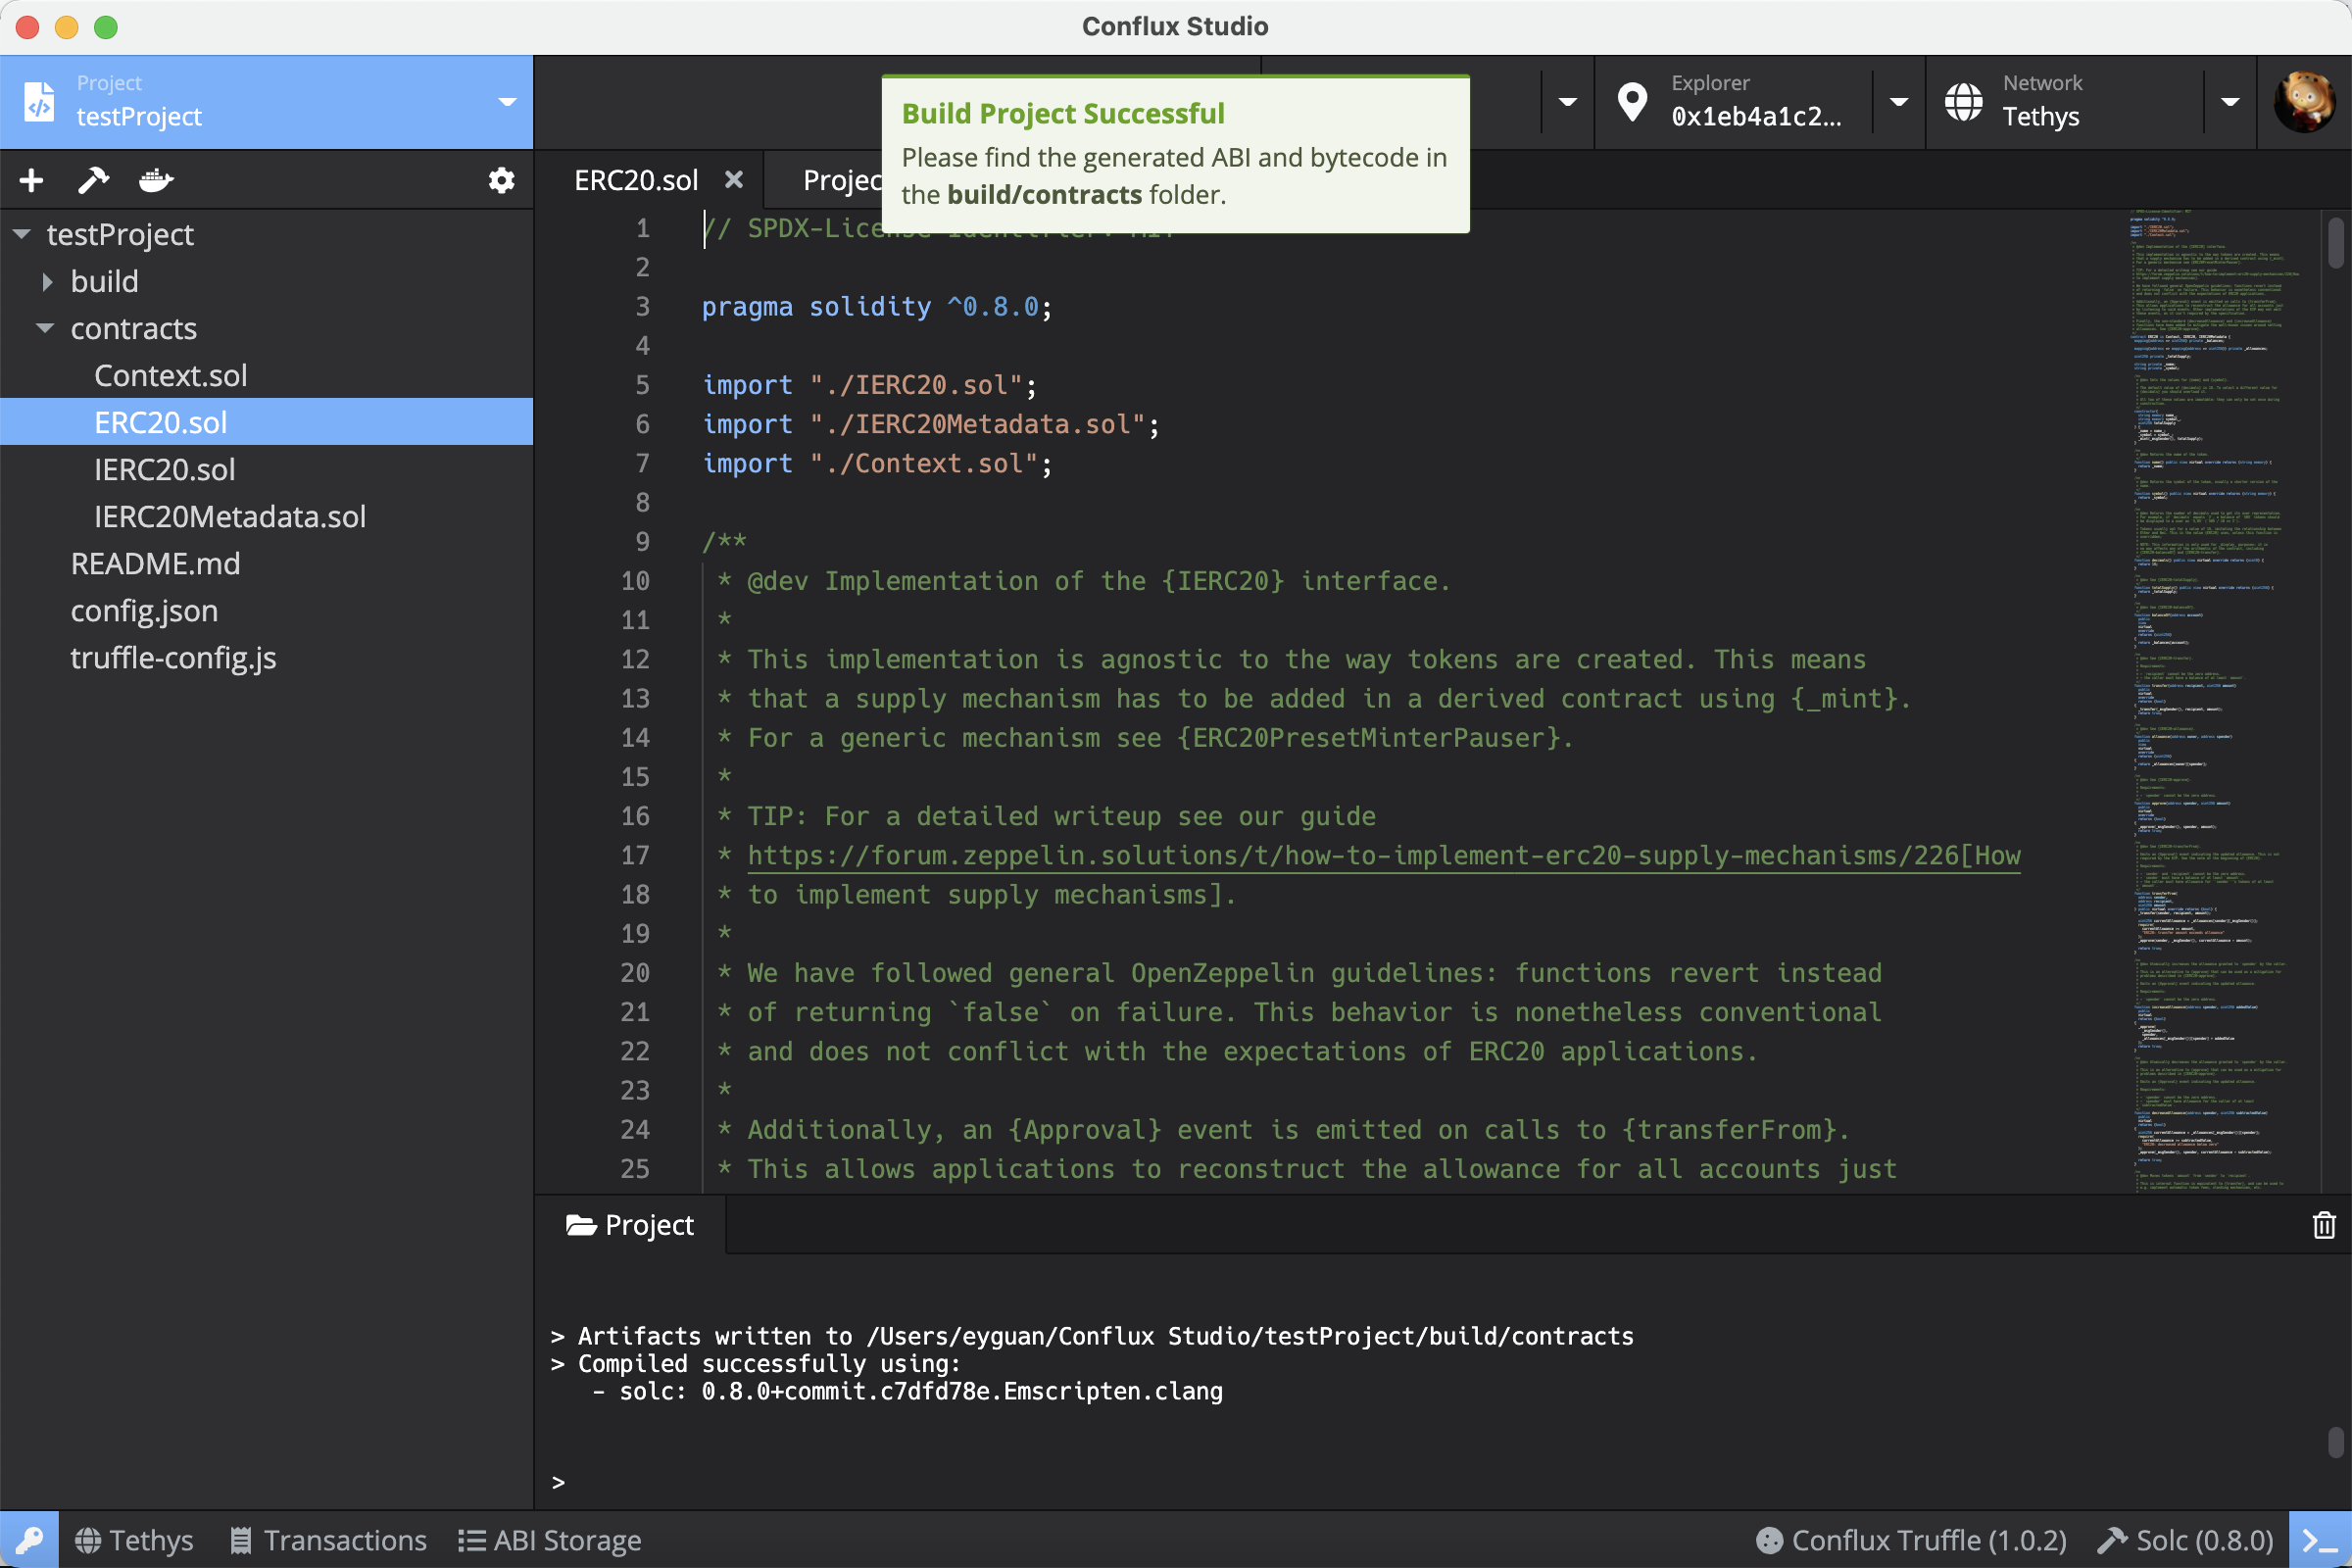 Conflux Studio
Project
testProject
Build Project Successful
Please find the generated ABI and bytecode in
the build/contracts folder.
Explorer
0x1eb4a1c2...
Network
Tethys
ERC20.sol
Projec
testProject
build
contracts
Context.sol
ERC20.sol
IERC20.sol
IERC20Metadata.sol
README.md
config.json
truffle-config.js
1 // SPDX-License-Identifier: MIT
2
3 pragma solidity ^0.8.0;
4
5 import "./IERC20.sol";
6 import "./IERC20Metadata.sol";
7 import "./Context.sol";
8
9 /**
10 * @dev Implementation of the {IERC20} interface.
11 *
12 * This implementation is agnostic to the way tokens are created. This means
13 * that a supply mechanism has to be added in a derived contract using {_mint}.
14 * For a generic mechanism see {ERC20PresetMinterPauser}.
15 *
16 * TIP: For a detailed writeup see our guide
17 * https://forum.zeppelin.solutions/t/how-to-implement-erc20-supply-mechanisms/226[How
18 * to implement supply mechanisms].
19 *
20 * We have followed general OpenZeppelin guidelines: functions revert instead
21 * of returning `false` on failure. This behavior is nonetheless conventional
22 * and does not conflict with the expectations of ERC20 applications.
23 *
24 * Additionally, an {Approval} event is emitted on calls to {transferFrom}.
25 * This allows applications to reconstruct the allowance for all accounts just
Project
> Artifacts written to /Users/eyguan/Conflux Studio/testProject/build/contracts
> Compiled successfully using:
- solc: 0.8.0+commit.c7dfd78e.Emscripten.clang
>
Tethys
Transactions
ABI Storage
Conflux Truffle (1.0.2)
Solc (0.8.0)